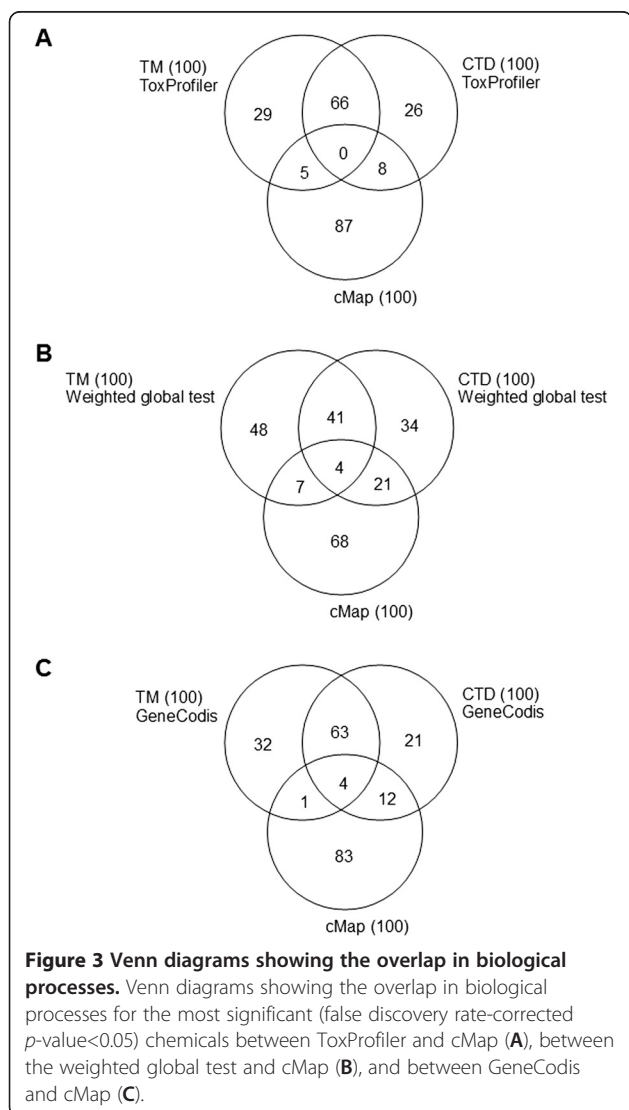 A
TM (100)
ToxProfiler
CTD (100)
ToxProfiler
29
66
26
0
5
8
87
cMap (100)
B
TM (100)
Weighted global test
CTD (100)
Weighted global test
48
41
34
4
7
21
68
cMap (100)
C
TM (100)
GeneCodis
CTD (100)
GeneCodis
32
63
21
4
1
12
83
cMap (100)
Figure 3 Venn diagrams showing the overlap in biological
processes. Venn diagrams showing the overlap in biological
processes for the most significant (false discovery rate-corrected
p-value<0.05) chemicals between ToxProfiler and cMap (A), between
the weighted global test and cMap (B), and between GeneCodis
and cMap (C).